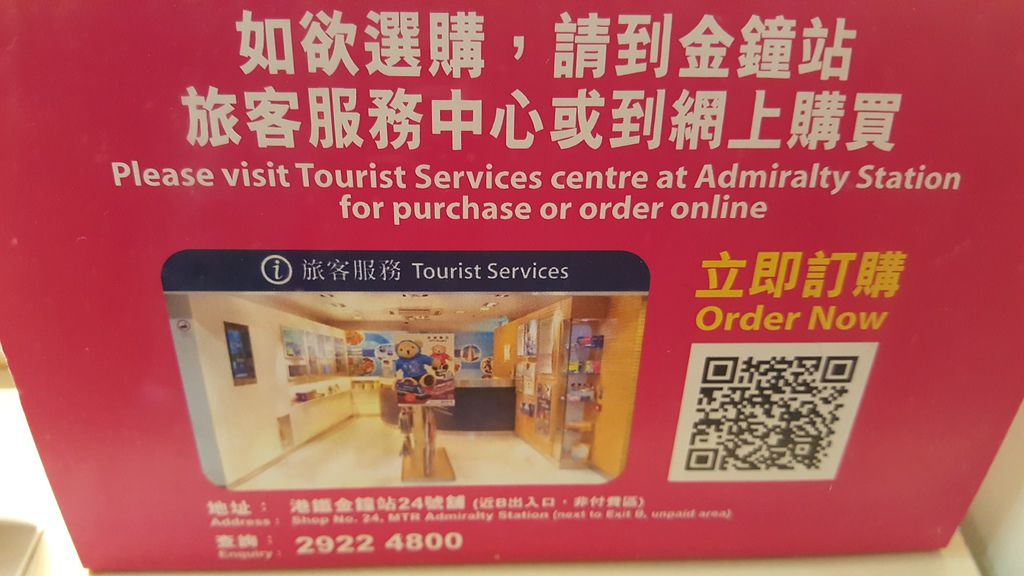 如欲選購，請到金鐘站
旅客服務中心或到網上購買
Please visit Tourist Services centre at Admiralty Station
for purchase or order online
旅客服務 Tourist Services
立即訂購
Order Now
地址： 港鐵金鐘站24號舖 (近B出入口，非付費區)
Address : Shop No. 24, MTR Admiralty Station (next to Exit B, unpaid area)
查詢： 2922 4800
Enquiry :